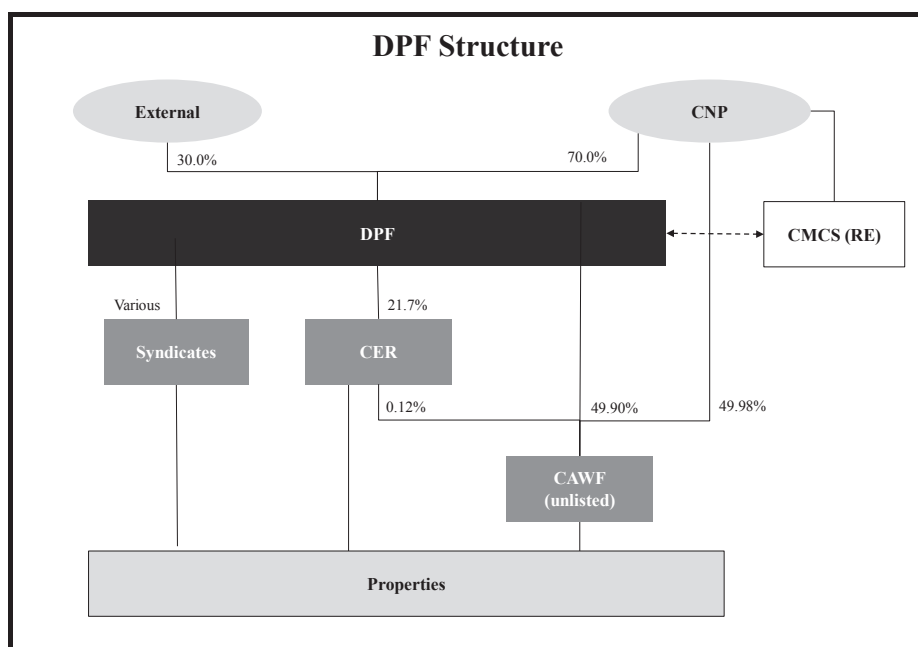 DPF Structure
External
CNP
30.0%
70.0%
DPF
CMCS (RE)
Various
21.7%
Syndicates
CER
0.12%
49.90%
49.98%
CAWF
(unlisted)
Properties